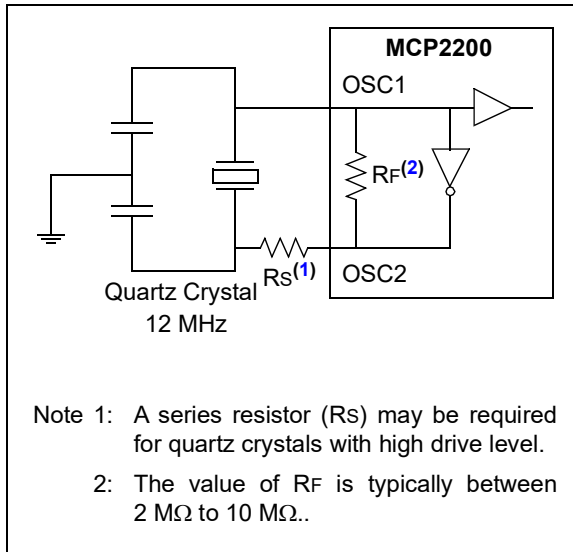 MCP2200
OSC1
RF(2)
RS(1)
OSC2
Quartz Crystal
12 MHz
Note 1: A series resistor (RS) may be required
for quartz crystals with high drive level.
2: The value of RF is typically between
2 MΩ to 10 MΩ..